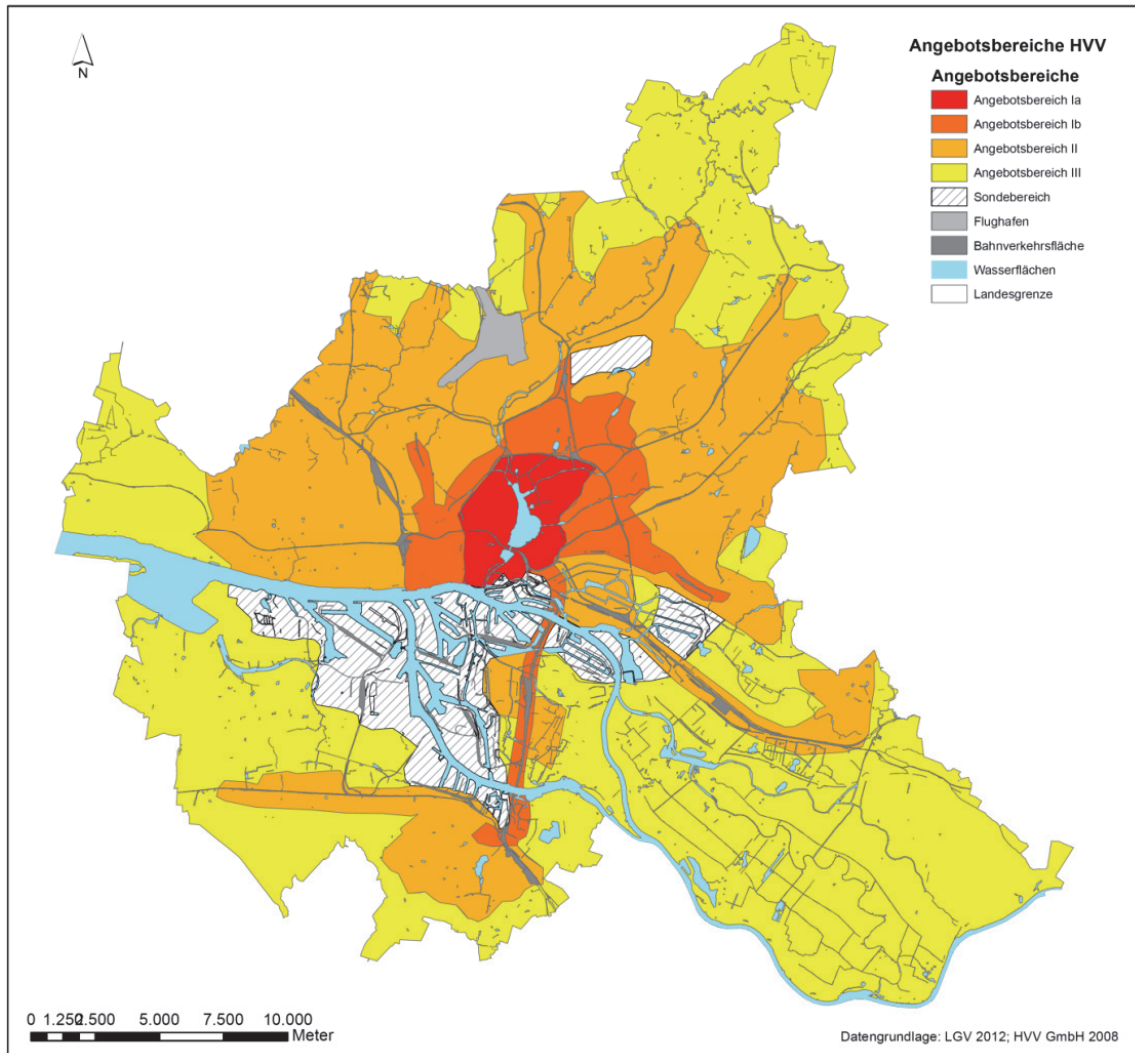 Angebotsbereiche HVV
Angebotsbereiche
Angebotsbereich Ia
Angebotsbereich Ib
Angebotsbereich II
Angebotsbereich III
Sondebereich
Flughafen
Bahnverkehrsfläche
Wasserflächen
Landesgrenze
N
0 1.250 2.500 5.000 7.500 10.000
Meter
Datengrundlage: LGV 2012; HVV GmbH 2008